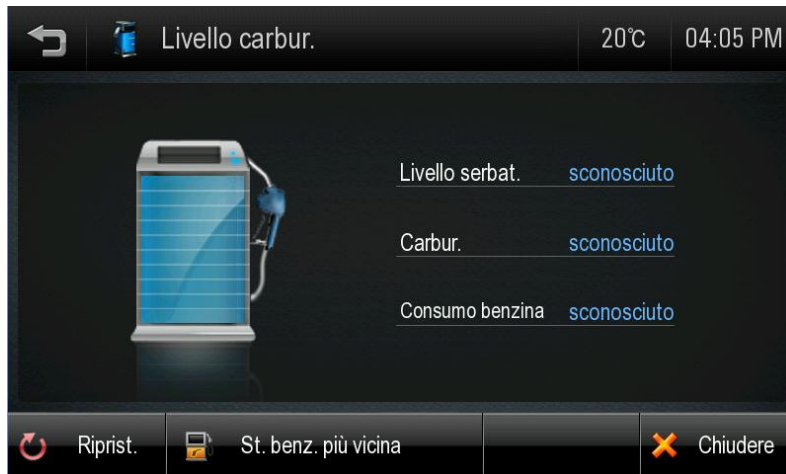 Livello carbur. 20°C 04:05 PM
Livello serbat. sconosciuto
Carbur. sconosciuto
Consumo benzina sconosciuto
Riprist. St. benz. più vicina Chiudere